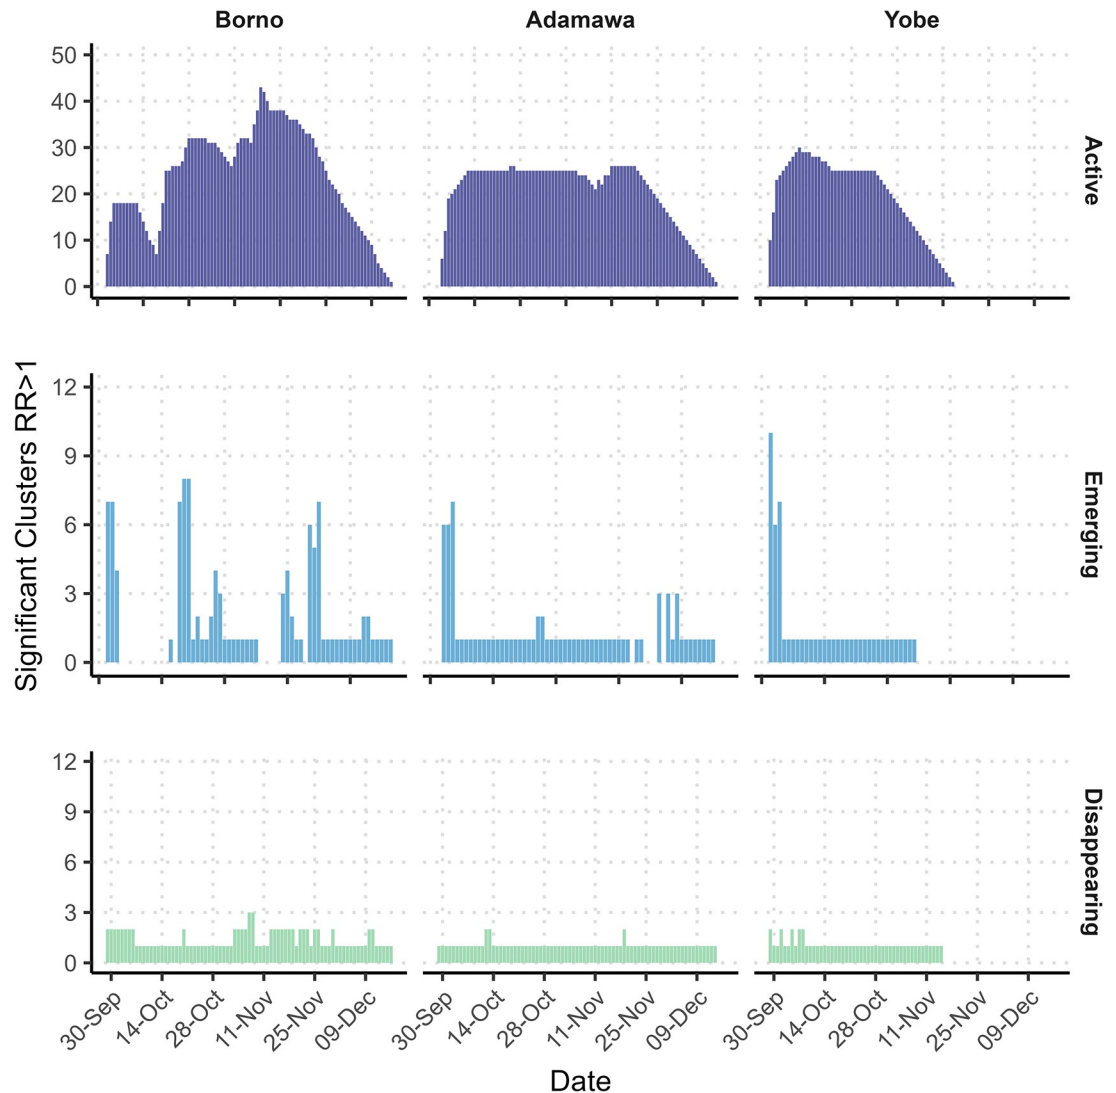 Borno Adamawa Yobe
50
40
30
20
10
0
Active
Significant Clusters RR>1
12
9
6
3
0
Emerging
12
9
6
3
0
Disappearing
30-Sep 14-Oct 28-Oct 11-Nov 25-Nov 09-Dec 30-Sep 14-Oct 28-Oct 11-Nov 25-Nov 09-Dec 30-Sep 14-Oct 28-Oct 11-Nov 25-Nov 09-Dec
Date